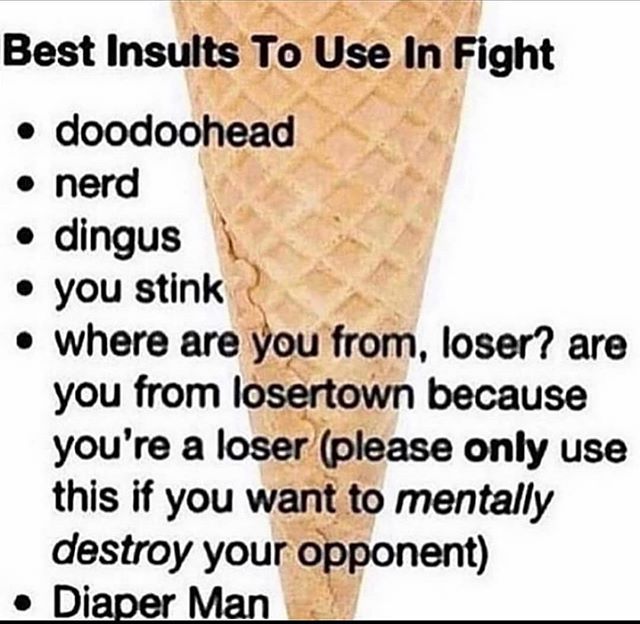 Best Insults To Use In Fight
• doodoohead
• nerd
• dingus
• you stink
• where are you from, loser? are
you from losertown because
you're a loser (please only use
this if you want to mentally
destroy your opponent)
• Diaper Man